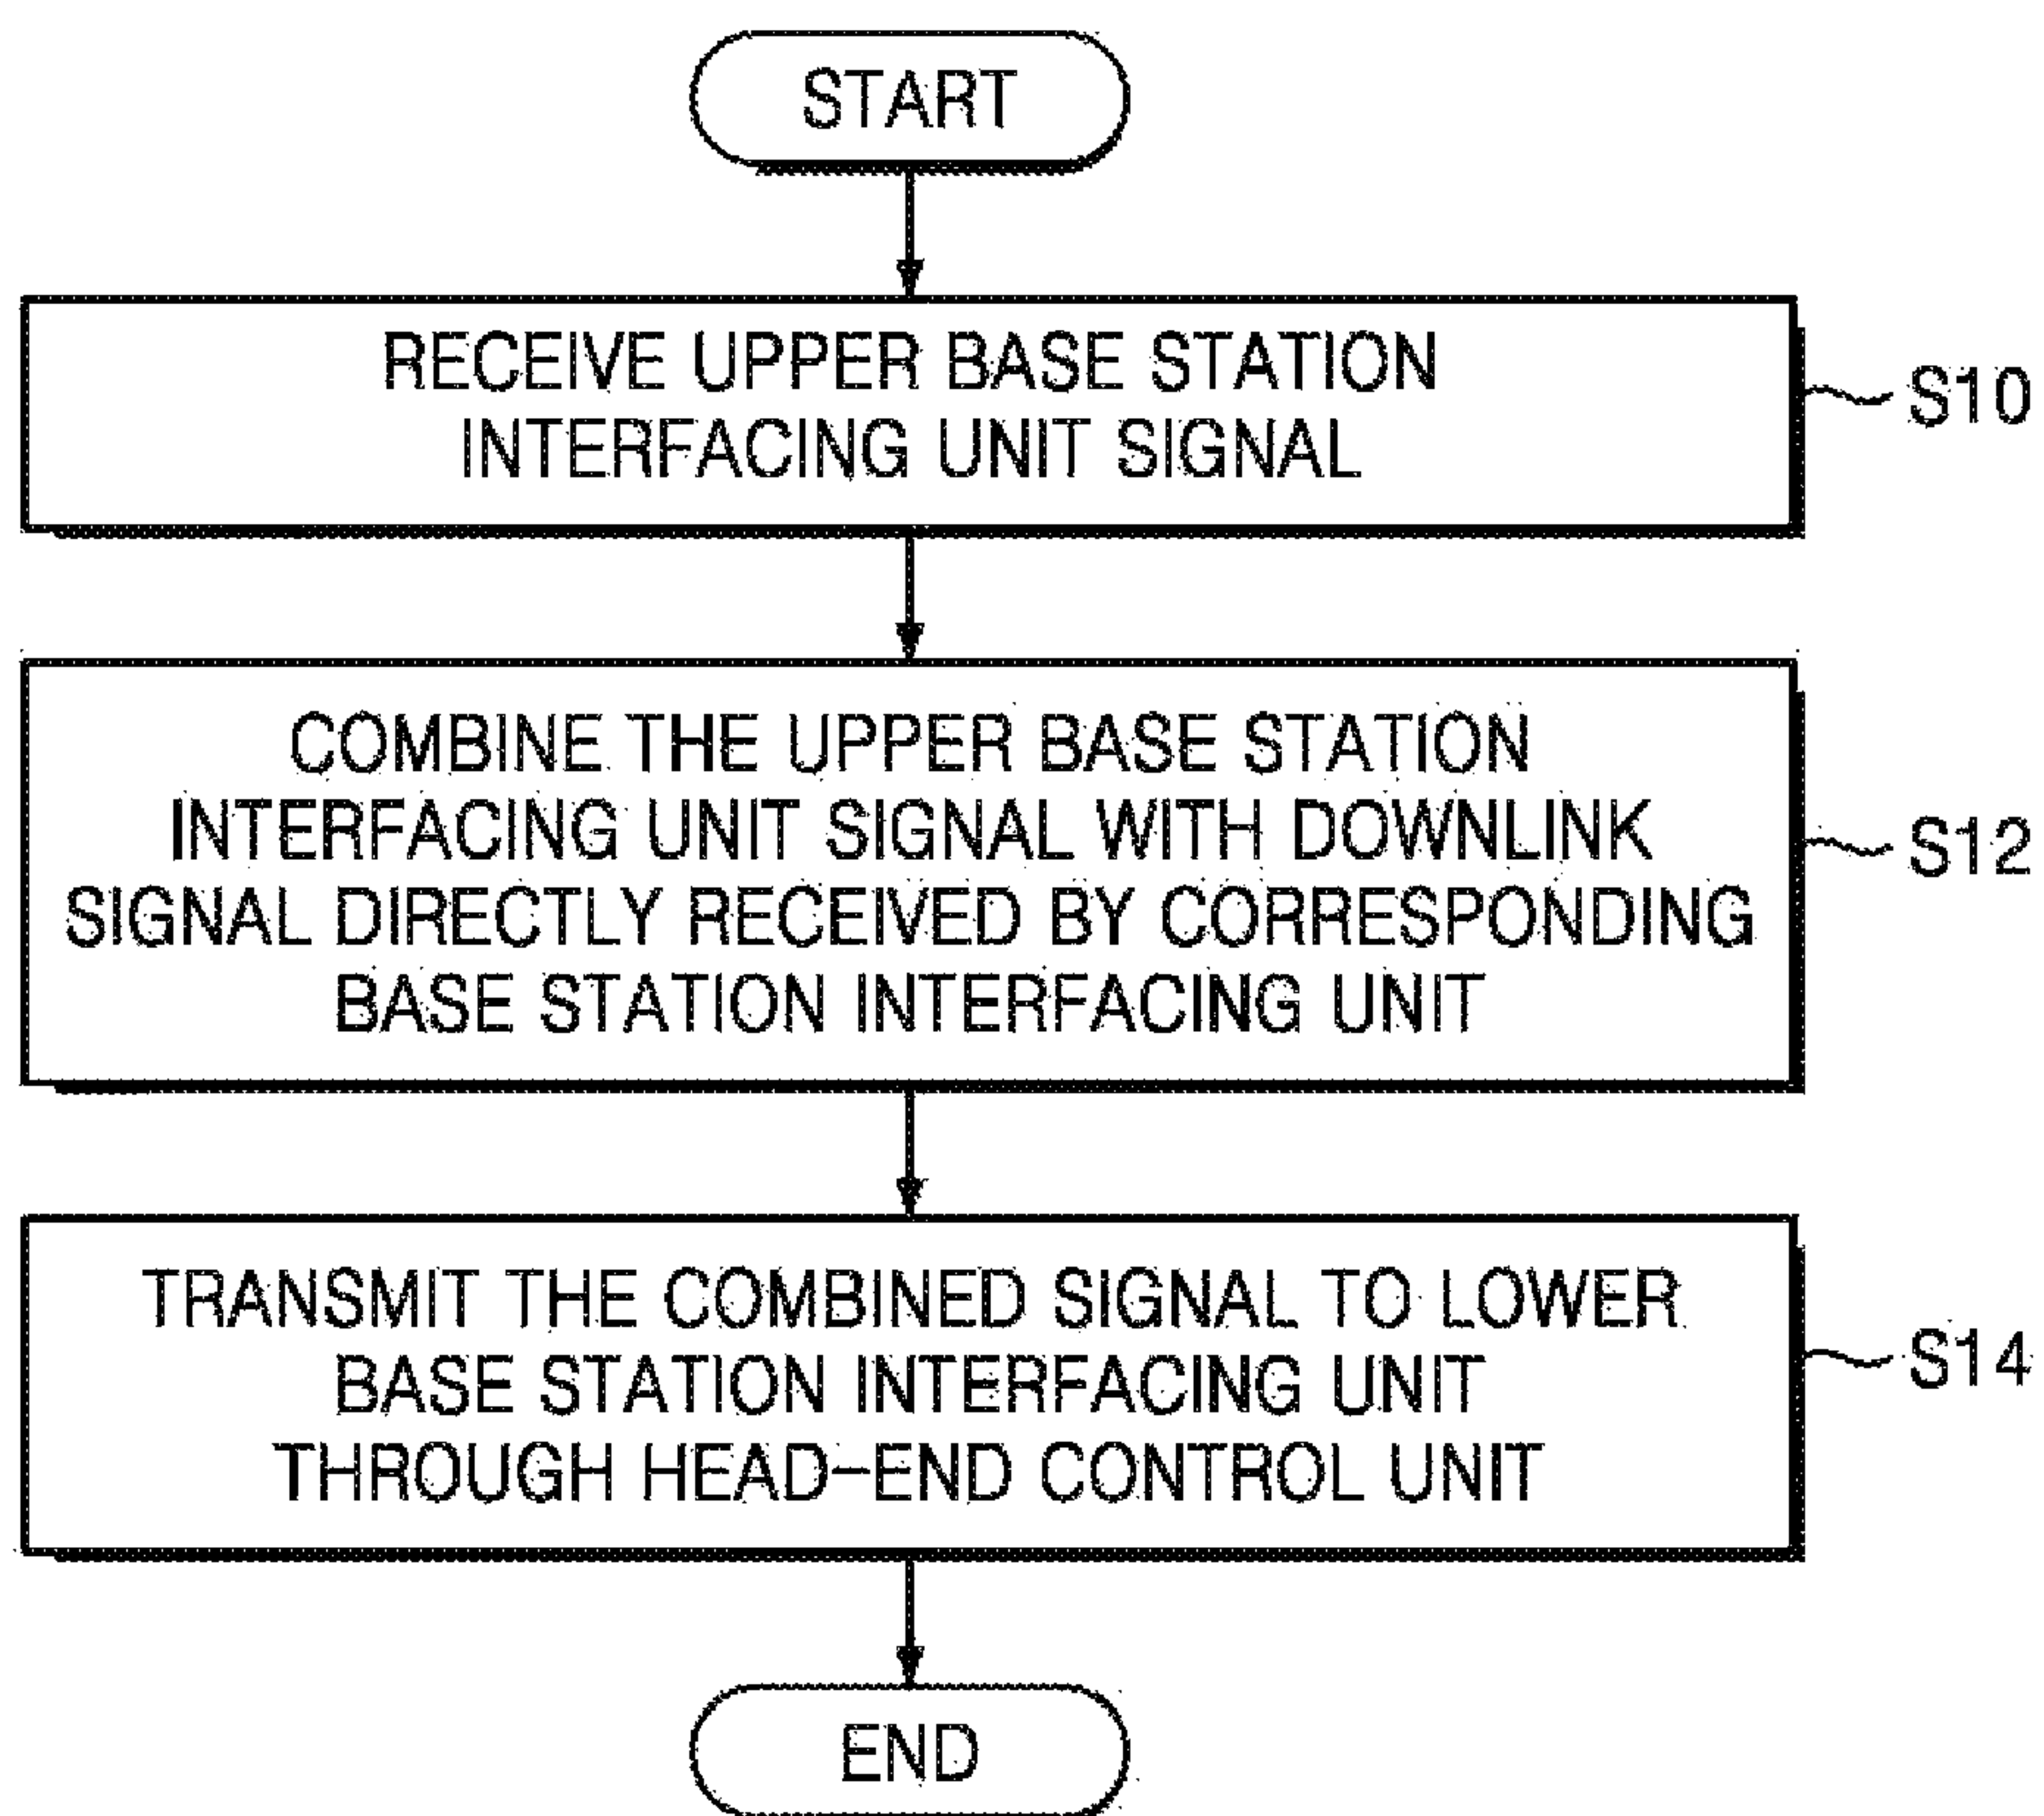 START
RECEIVE UPPER BASE STATION
INTERFACING UNIT SIGNAL
S10
COMBINE THE UPPER BASE STATION
INTERFACING UNIT SIGNAL WITH DOWNLINK
SIGNAL DIRECTLY RECEIVED BY CORRESPONDING
BASE STATION INTERFACING UNIT
S12
TRANSMIT THE COMBINED SIGNAL TO LOWER
BASE STATION INTERFACING UNIT
THROUGH HEAD-END CONTROL UNIT
S14
END